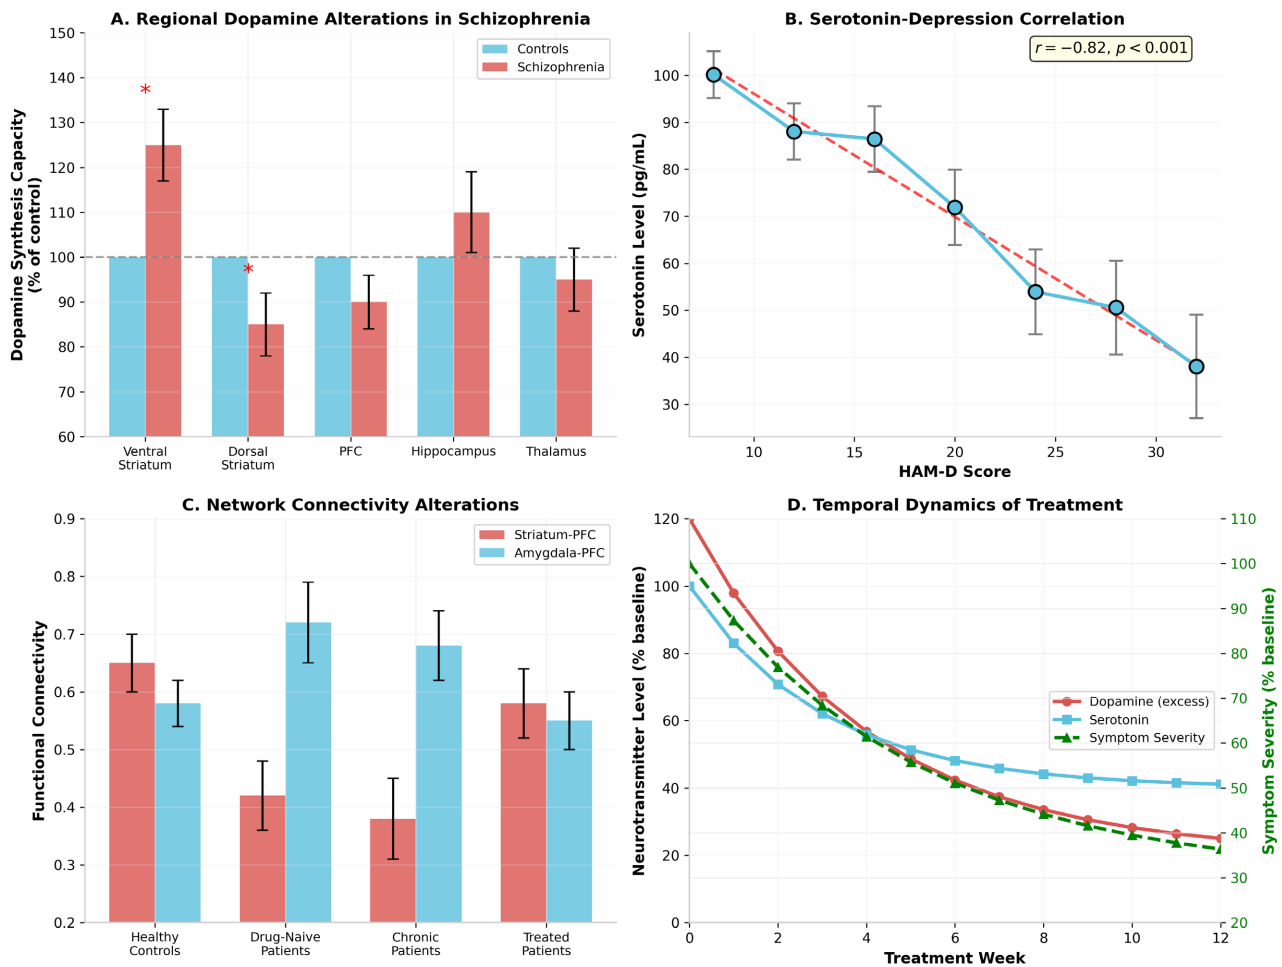 A. Regional Dopamine Alterations in Schizophrenia
Dopamine Synthesis Capacity
(% of control)
150
140
130
120
110
100
90
80
70
60
*
*
Controls
Schizophrenia
Ventral
Striatum
Dorsal
Striatum
PFC
Hippocampus
Thalamus
B. Serotonin-Depression Correlation
r = −0.82, p < 0.001
Serotonin Level (pg/mL)
100
90
80
70
60
50
40
30
10
15
20
25
30
HAM-D Score
C. Network Connectivity Alterations
Functional Connectivity
0.9
0.8
0.7
0.6
0.5
0.4
0.3
0.2
Striatum-PFC
Amygdala-PFC
Healthy
Controls
Drug-Naive
Patients
Chronic
Patients
Treated
Patients
D. Temporal Dynamics of Treatment
Neurotransmitter Level (% baseline)
120
100
80
60
40
20
0
Dopamine (excess)
Serotonin
Symptom Severity
110
100
90
80
70
60
50
40
30
20
Symptom Severity (% baseline)
0
2
4
6
8
10
12
Treatment Week